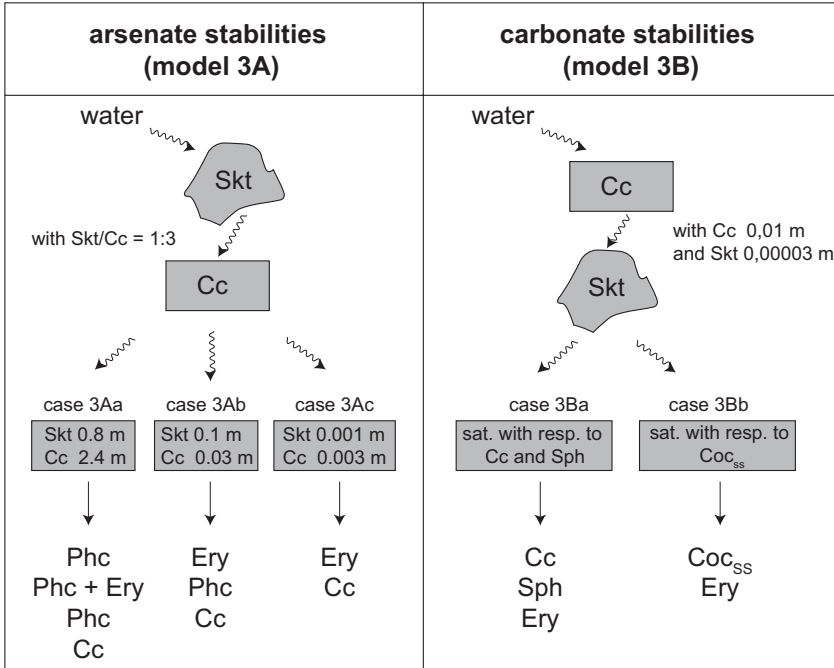 arsenate stabilities
(model 3A)
carbonate stabilities
(model 3B)
water
Skt
with Skt/Cc = 1:3
Cc
case 3Aa
Skt 0.8 m
Cc 2.4 m
case 3Ab
Skt 0.1 m
Cc 0.03 m
case 3Ac
Skt 0.001 m
Cc 0.003 m
Phc
Phc + Ery
Phc
Cc
Ery
Phc
Cc
Ery
Cc
water
Cc
with Cc 0,01 m
and Skt 0,00003 m
Skt
case 3Ba
sat. with resp. to
Cc and Sph
case 3Bb
sat. with resp. to
Coc_ss
Cc
Sph
Ery
Coc_SS
Ery